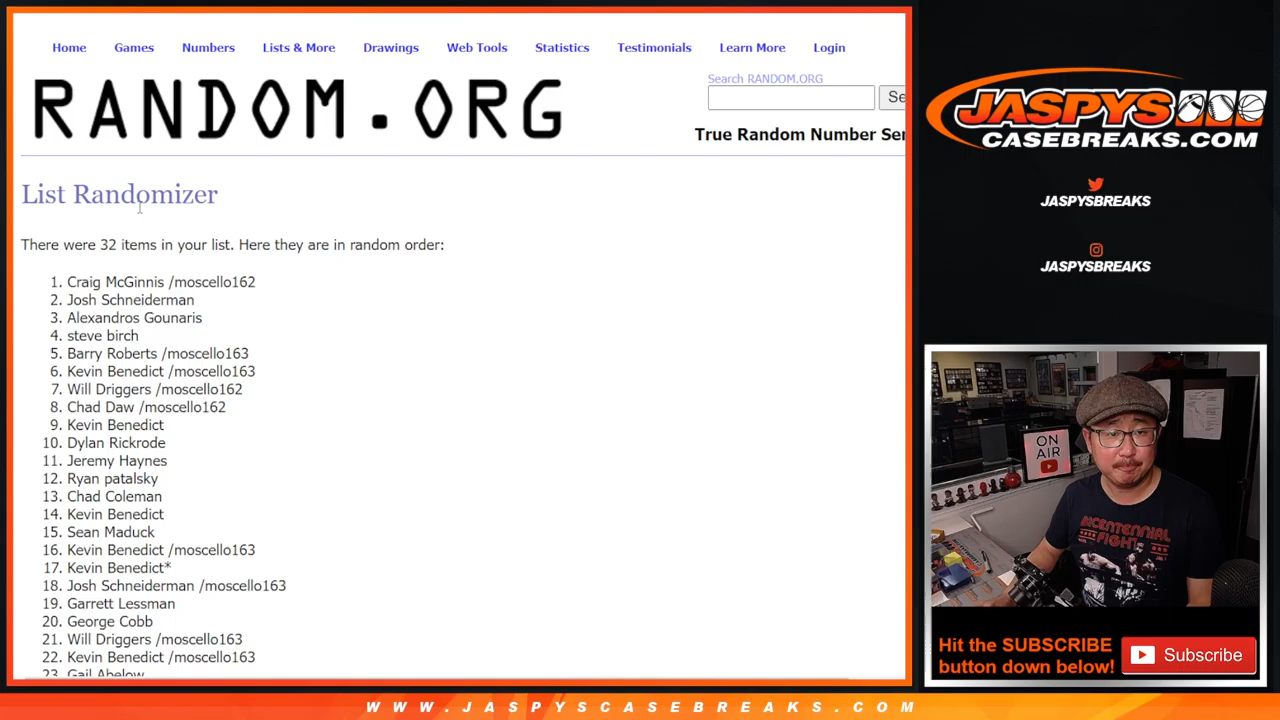 Home Games Numbers Lists & More Drawings Web Tools Statistics Testimonials Learn More Login
RANDOM.ORG
Search RANDOM.ORG
Se
True Random Number Ser
List Randomizer
There were 32 items in your list. Here they are in random order:
1. Craig McGinnis /moscello162
2. Josh Schneiderman
3. Alexandros Gounaris
4. steve birch
5. Barry Roberts /moscello163
6. Kevin Benedict /moscello163
7. Will Driggers /moscello162
8. Chad Daw /moscello162
9. Kevin Benedict
10. Dylan Rickrode
11. Jeremy Haynes
12. Ryan patalsky
13. Chad Coleman
14. Kevin Benedict
15. Sean Maduck
16. Kevin Benedict /moscello163
17. Kevin Benedict*
18. Josh Schneiderman /moscello163
19. Garrett Lessman
20. George Cobb
21. Will Driggers /moscello163
22. Kevin Benedict /moscello163
23. Gail Abelow
JASPYS
CASEBREAKS.COM
JASPYSBREAKS
JASPYSBREAKS
ON
AIR
BICENTENNIAL
FIGHT
Hit the SUBSCRIBE
button down below!
Subscribe
WWW.JASPYSCASEBREAKS.COM